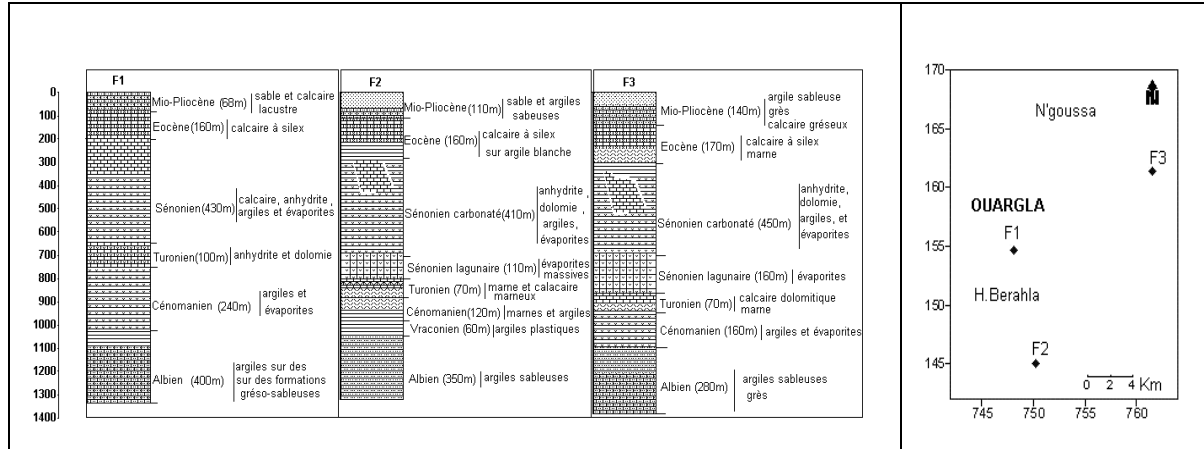 F1
F2
F3
0
100
200
300
400
500
600
700
800
900
1000
1100
1200
1300
1400
Mio-Pliocène (68m)
sable et calcaire
lacustre
Eocène(160m)
calcaire à silex
Sénonien(430m)
calcaire, anhydrite,
argiles et évaporites
Turonien(100m)
anhydrite et dolomie
Cénomanien (240m)
argiles et
évaporites
Albien (400m)
argiles sur des
sur des formations
gréso-sableuses
Mio-Pliocène(110m)
sable et argiles
sabeuses
Eocène (160m)
calcaire à silex
sur argile blanche
Sénonien carbonaté(410m)
anhydrite,
dolomie,
argiles,
évaporites
Sénonien lagunaire (110m)
évaporites
massives
Turonien (70m)
marne et calacaire
marneux
Cénomanien(120m)
marnes et argiles
Vraconien (60m)
argiles plastiques
Albien (350m)
argiles sableuses
Mio-Pliocène (140m)
argile sableuse
grès
calcaire gréseux
Eocène (170m)
calcaire à silex
marne
Sénonien carbonaté (450m)
anhydrite,
dolomie,
argiles, et
évaporites
Sénonien lagunaire (160m)
évaporites
Turonien (70m)
calcaire dolomitique
marne
Cénomanien (160m)
argiles et évaporites
Albien (280m)
argiles sableuses
grès
170
165
160
155
150
145
N'goussa
F3
OUARGLA
F1
H.Berahla
F2
0 2 4 Km
745 750 755 760